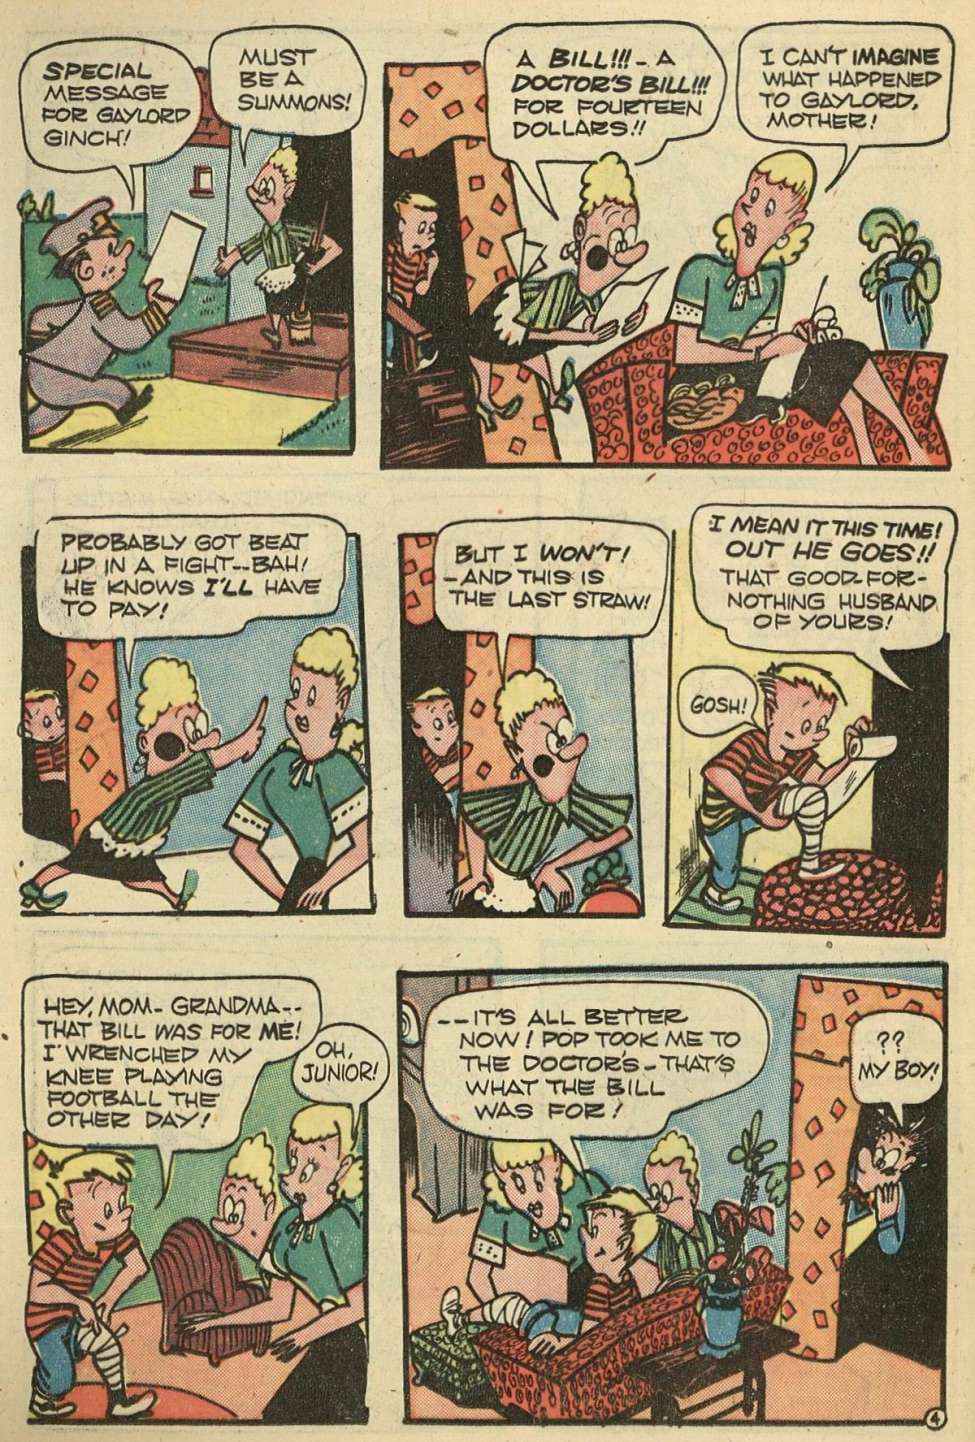 SPECIAL
MESSAGE
FOR GAYLORD
GINCH!
MUST
BE A
SUMMONS!
A BILL!!! - A
DOCTOR'S BILL!!!
FOR FOURTEEN
DOLLARS!!
I CAN'T IMAGINE
WHAT HAPPENED
TO GAYLORD,
MOTHER!
PROBABLY GOT BEAT
UP IN A FIGHT--BAH!
HE KNOWS I'LL HAVE
TO PAY!
BUT I WON'T!
-AND THIS IS
THE LAST STRAW!
I MEAN IT THIS TIME!
OUT HE GOES!!
THAT GOOD-FOR-
NOTHING HUSBAND
OF YOURS!
GOSH!
HEY, MOM- GRANDMA--
THAT BILL WAS FOR ME!
I WRENCHED MY
KNEE PLAYING
FOOTBALL THE
OTHER DAY!
OH,
JUNIOR!
--IT'S ALL BETTER
NOW! POP TOOK ME TO
THE DOCTOR'S-THAT'S
WHAT THE BILL
WAS FOR!
??
MY BOY!
4